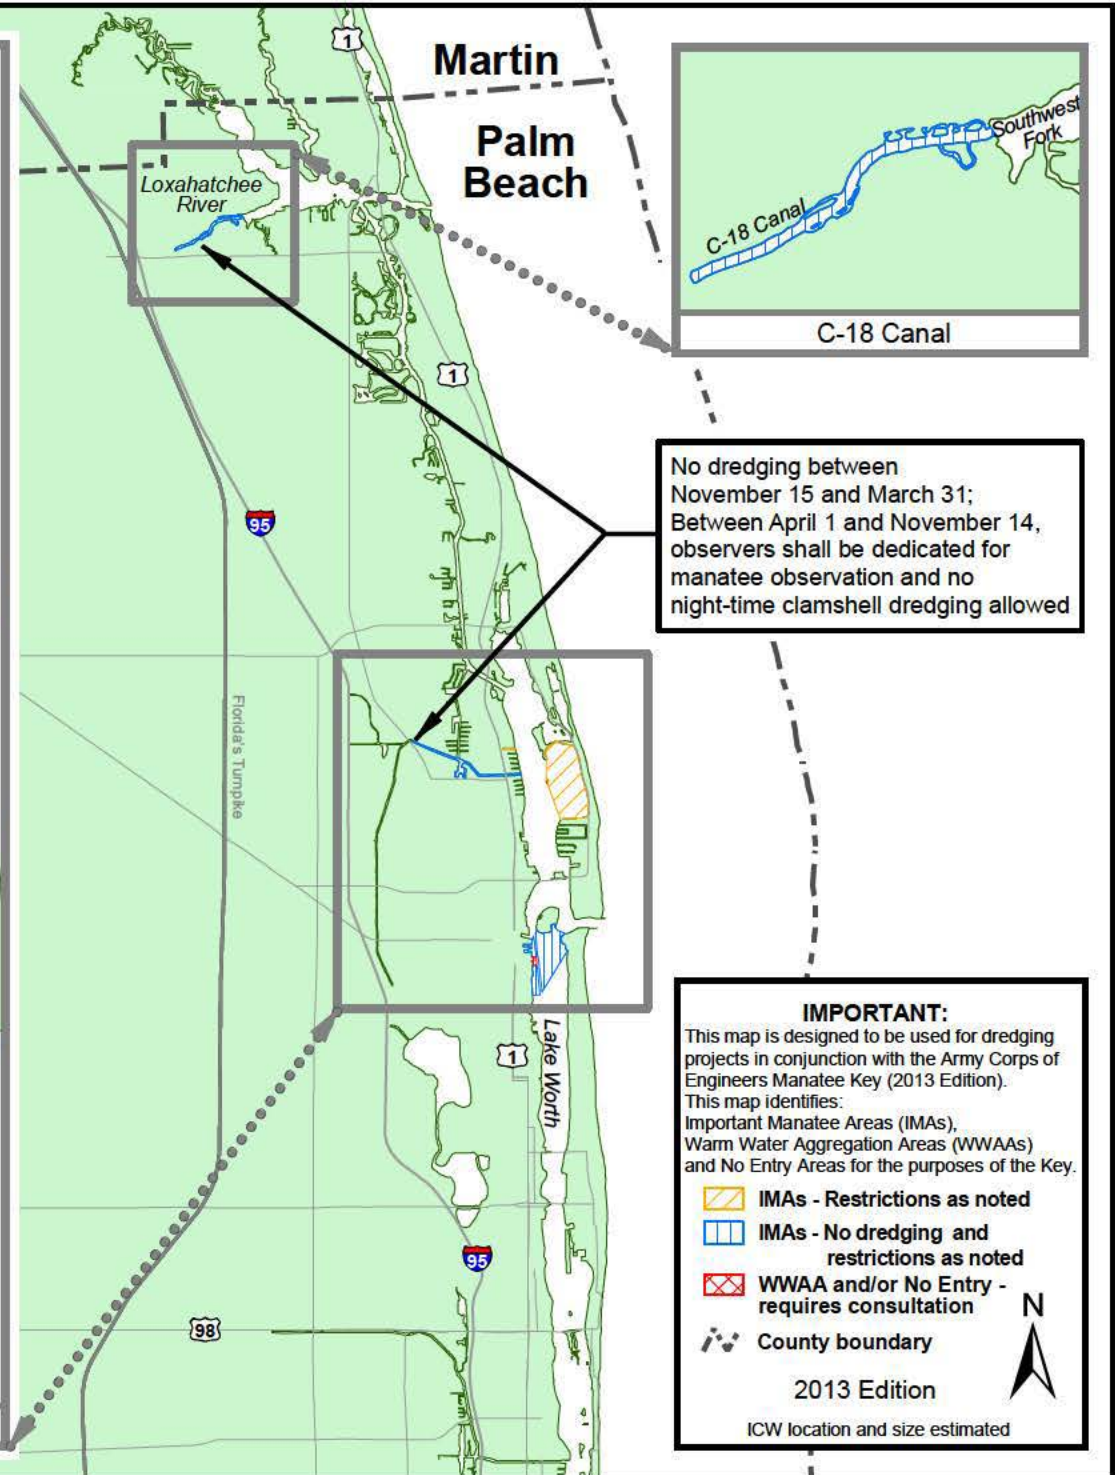 1
Martin
Palm
Beach
Loxahatchee
River
Southwest
Fork
C-18 Canal
C-18 Canal
1
No dredging between
November 15 and March 31;
Between April 1 and November 14,
observers shall be dedicated for
manatee observation and no
night-time clamshell dredging allowed
95
Florida's Turnpike
1
Lake Worth
95
98
IMPORTANT:
This map is designed to be used for dredging
projects in conjunction with the Army Corps of
Engineers Manatee Key (2013 Edition).
This map identifies:
Important Manatee Areas (IMAs),
Warm Water Aggregation Areas (WWAAs)
and No Entry Areas for the purposes of the Key.
IMAs - Restrictions as noted
IMAs - No dredging and
restrictions as noted
WWAA and/or No Entry -
requires consultation
N
County boundary
2013 Edition
ICW location and size estimated